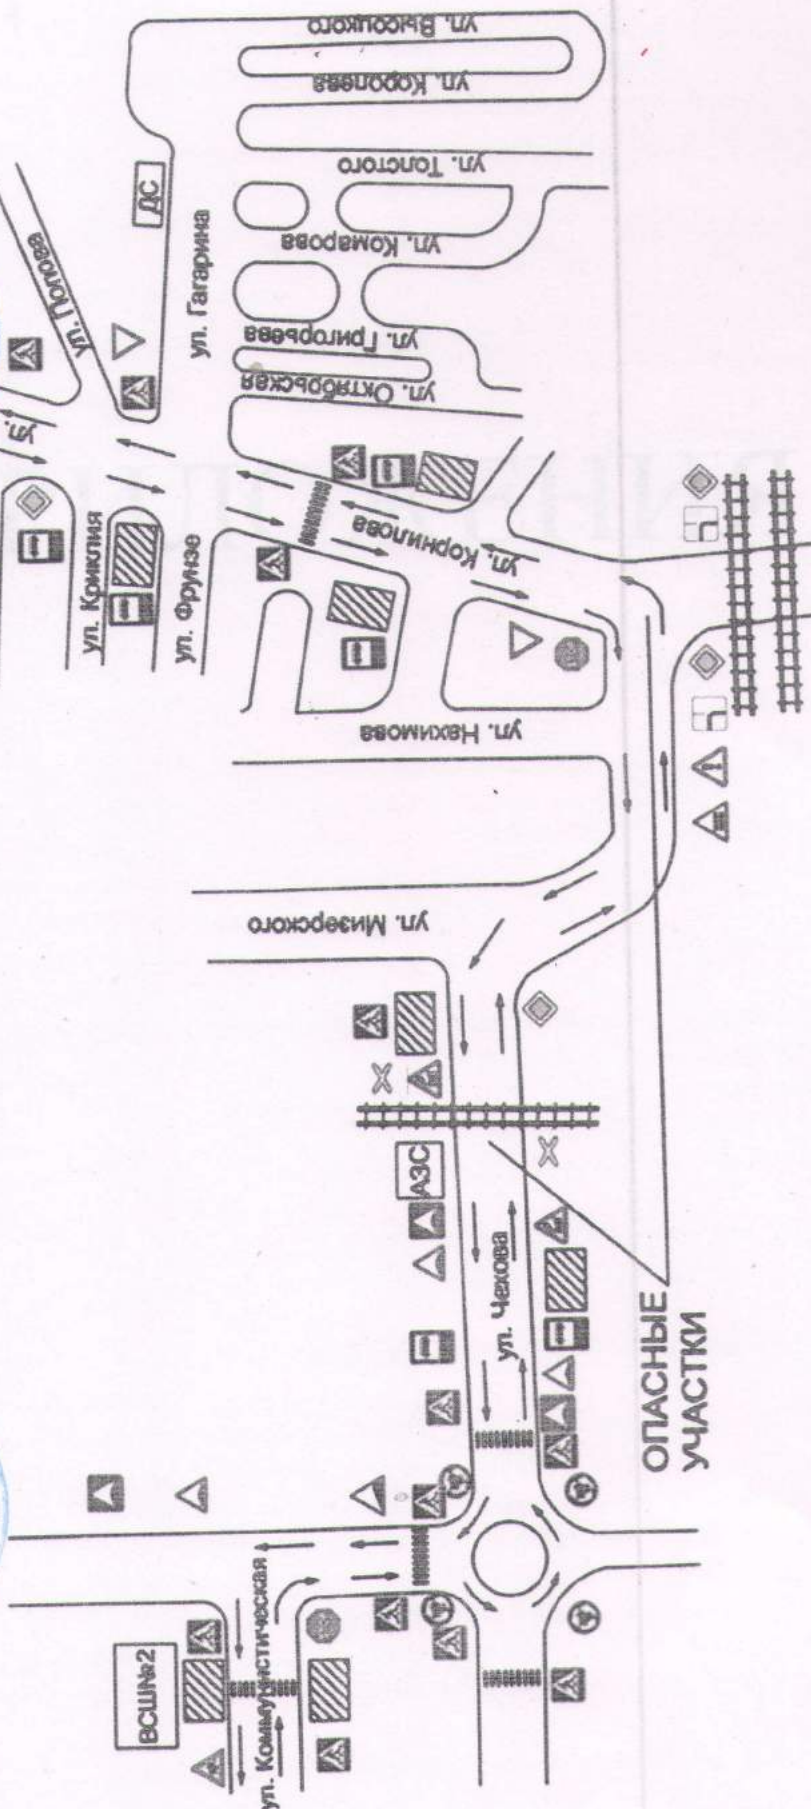 ул. Высоцкого
ул. Королева
ул. Толстого
ДС
ул. Гагарина
ул. Комарова
ул. Попова
ул. Григорьева
ул. Октябрьская
ул.
ул. Криклия
ул. Фрунзе
ул. Корнилова
ул. Нахимова
ул. Мизерского
АЗС
ул. Чехова
ОПАСНЫЕ
УЧАСТКИ
ВСШ№2
ул. Коммунистическая